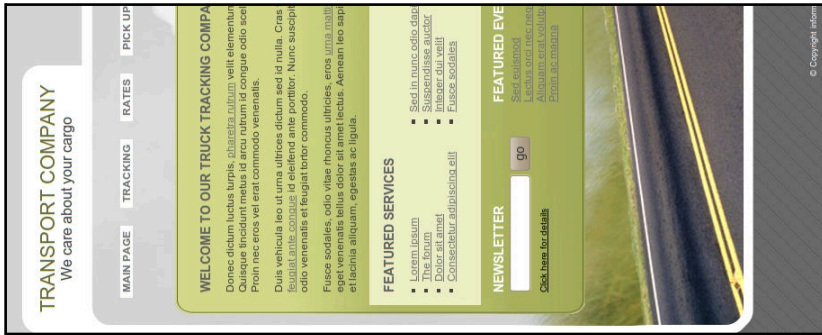 TRANSPORT COMPANY
We care about your cargo
MAIN PAGE
TRACKING
RATES
PICK UP
WELCOME TO OUR TRUCK TRACKING COMPA
Donec dictum luctus turpis, pharetra rutrum velit elementum
Quisque tincidunt metus id arcu rutrum id congue odio scel
Proin nec eros vel erat commodo venenatis.
Duis vehicula leo ut urna ultrices dictum sed id nulla. Cras
feugiat ante congue id eleifend ante porttitor. Nunc suscipit
odio venenatis et feugiat tortor commodo.
Fusce sodales, odio vitae rhoncus ultricies, eros urna matti
eget venenatis tellus dolor sit amet lectus. Aenean leo sapi
et lacinia aliquam, egestas ac ligula.
FEATURED SERVICES
Lorem ipsum
The forum
Dolor sit amet
Consectetur adipiscing elit
Sed in nunc odio dap
Suspendisse auctor
Integer dui velit
Fusce sodales
NEWSLETTER
go
Click here for details
FEATURED EVE
Sed euismod
Lectus orci nec neq
Aliquam erat volutp
Proin ac magna
© Copyright inform